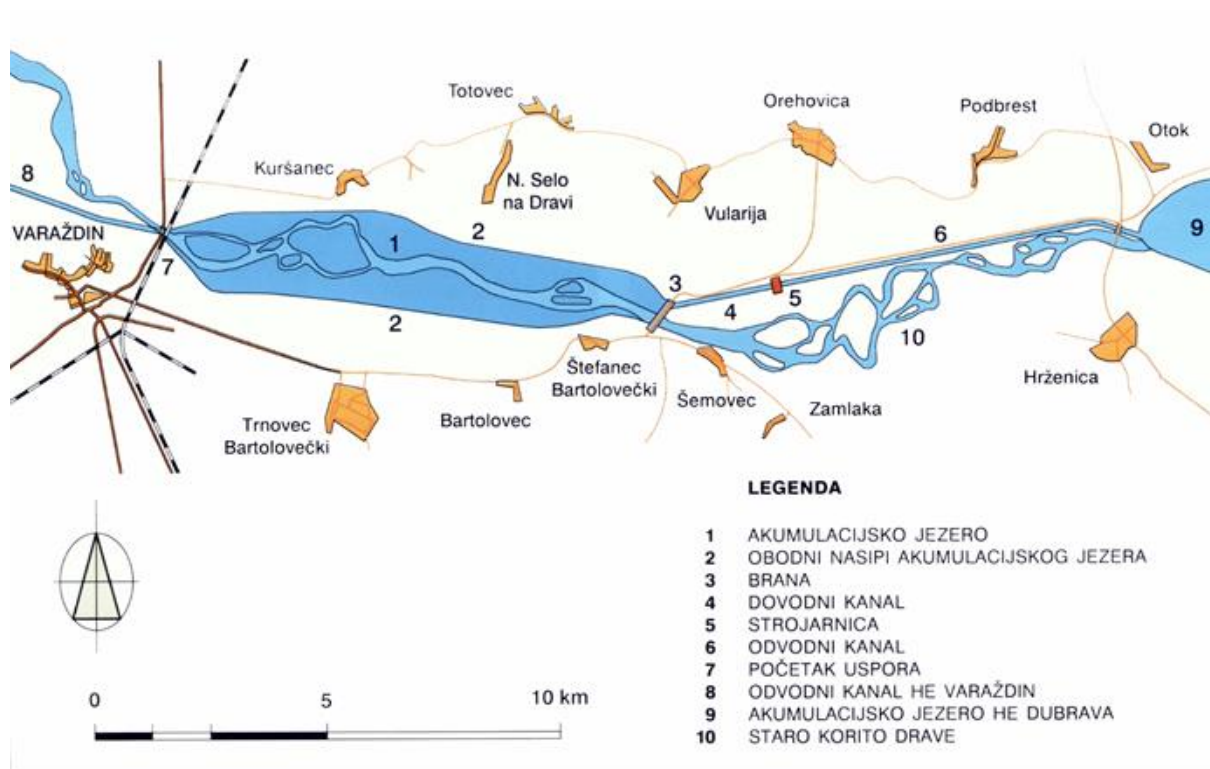 Totovec
Orehovica
Podbrest
Otok
Kuršanec
8
N. Selo
na Dravi
Vularija
VARAŽDIN
1
2
6
9
7
3
4
5
2
10
Štefanec
Bartolovečki
Šemovec
Hrženica
Trnovec
Bartolovečki
Bartolovec
Zamlaka
LEGENDA
1 AKUMULACIJSKO JEZERO
2 OBODNI NASIPI AKUMULACIJSKOG JEZERA
3 BRANA
4 DOVODNI KANAL
5 STROJARNICA
6 ODVODNI KANAL
7 POČETAK USPORA
8 ODVODNI KANAL HE VARAŽDIN
9 AKUMULACIJSKO JEZERO HE DUBRAVA
10 STARO KORITO DRAVE
0 5 10 km